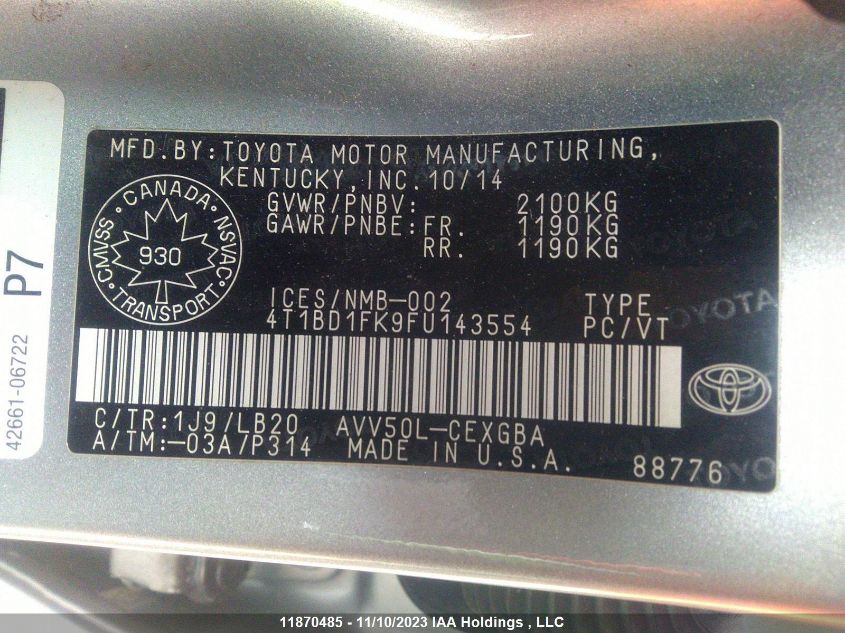 MFD.BY:TOYOTA MOTOR MANUFACTURING,
KENTUCKY,INC.10/14
GVWR/PNBV: 2100KG
GAWR/PNBE:FR. 1190KG
RR. 1190KG
CANADA
CMVSS NSVAC
930
TRANSPORT
ICES/NMB-002 TYPE
4T1BD1FK9FU143554 PC/VT
C/TR:1J9/LB20 AVV50L-CEXGBA
A/TM:-03A/P314 MADE IN U.S.A. 88776
TOYOTA
TOYOTA
P7
42661-06722
11870485 - 11/10/2023 IAA Holdings , LLC